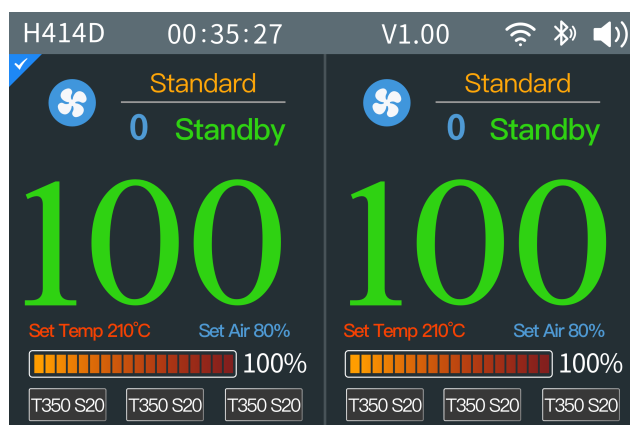 H414D 00:35:27 V1.00
Standard
0 Standby
100
Set Temp 210°C Set Air 80%
100%
T350 S20 T350 S20 T350 S20
Standard
0 Standby
100
Set Temp 210°C Set Air 80%
100%
T350 S20 T350 S20 T350 S20